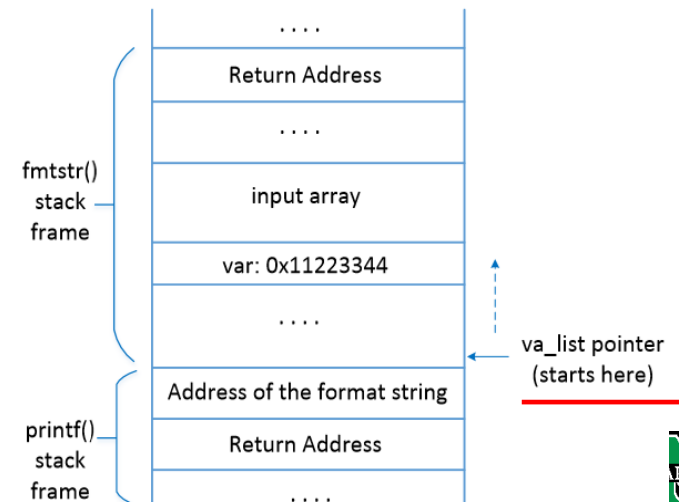 . . . .
Return Address
. . . .
fmtstr()
stack
frame
input array
var: 0x11223344
. . . .
va_list pointer
(starts here)
Address of the format string
printf()
stack
frame
Return Address
. . . .